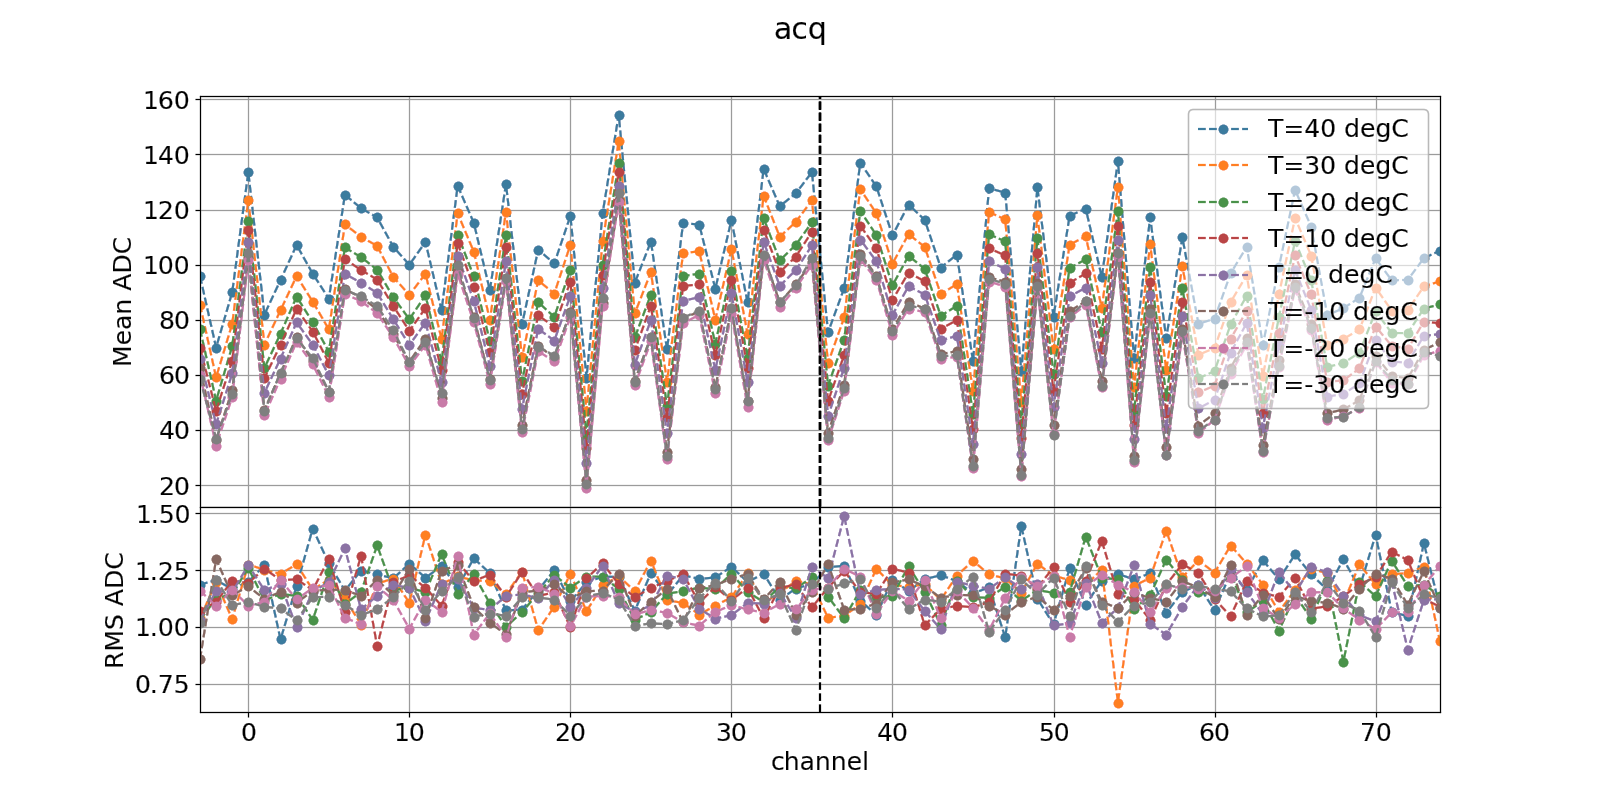 acq
160
140
120
100
80
60
40
20
Mean ADC
T=40 degC
T=30 degC
T=20 degC
T=10 degC
T=0 degC
T=-10 degC
T=-20 degC
T=-30 degC
1.50
1.25
1.00
0.75
RMS ADC
0 10 20 30 40 50 60 70
channel